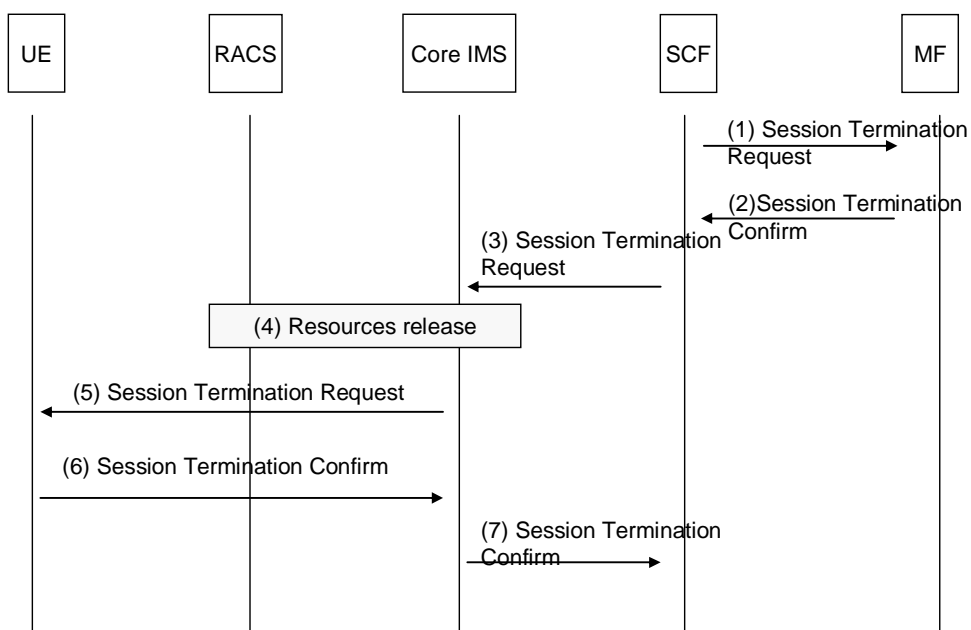 UE
RACS
Core IMS
SCF
MF
(1) Session Termination
Request
(2)Session Termination
Confirm
(3) Session Termination
Request
(4) Resources release
(5) Session Termination Request
(6) Session Termination Confirm
(7) Session Termination
Confirm